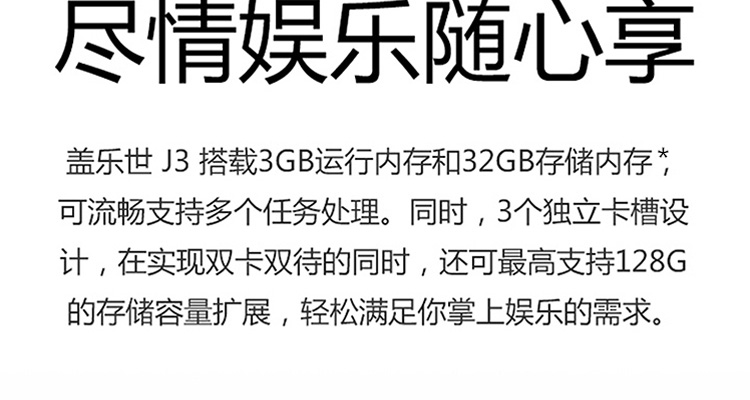 尽情娱乐随心享
盖乐世 J3 搭载3GB运行内存和32GB存储内存*,
可流畅支持多个任务处理。同时，3个独立卡槽设
计，在实现双卡双待的同时，还可最高支持128G
的存储容量扩展，轻松满足你掌上娱乐的需求。